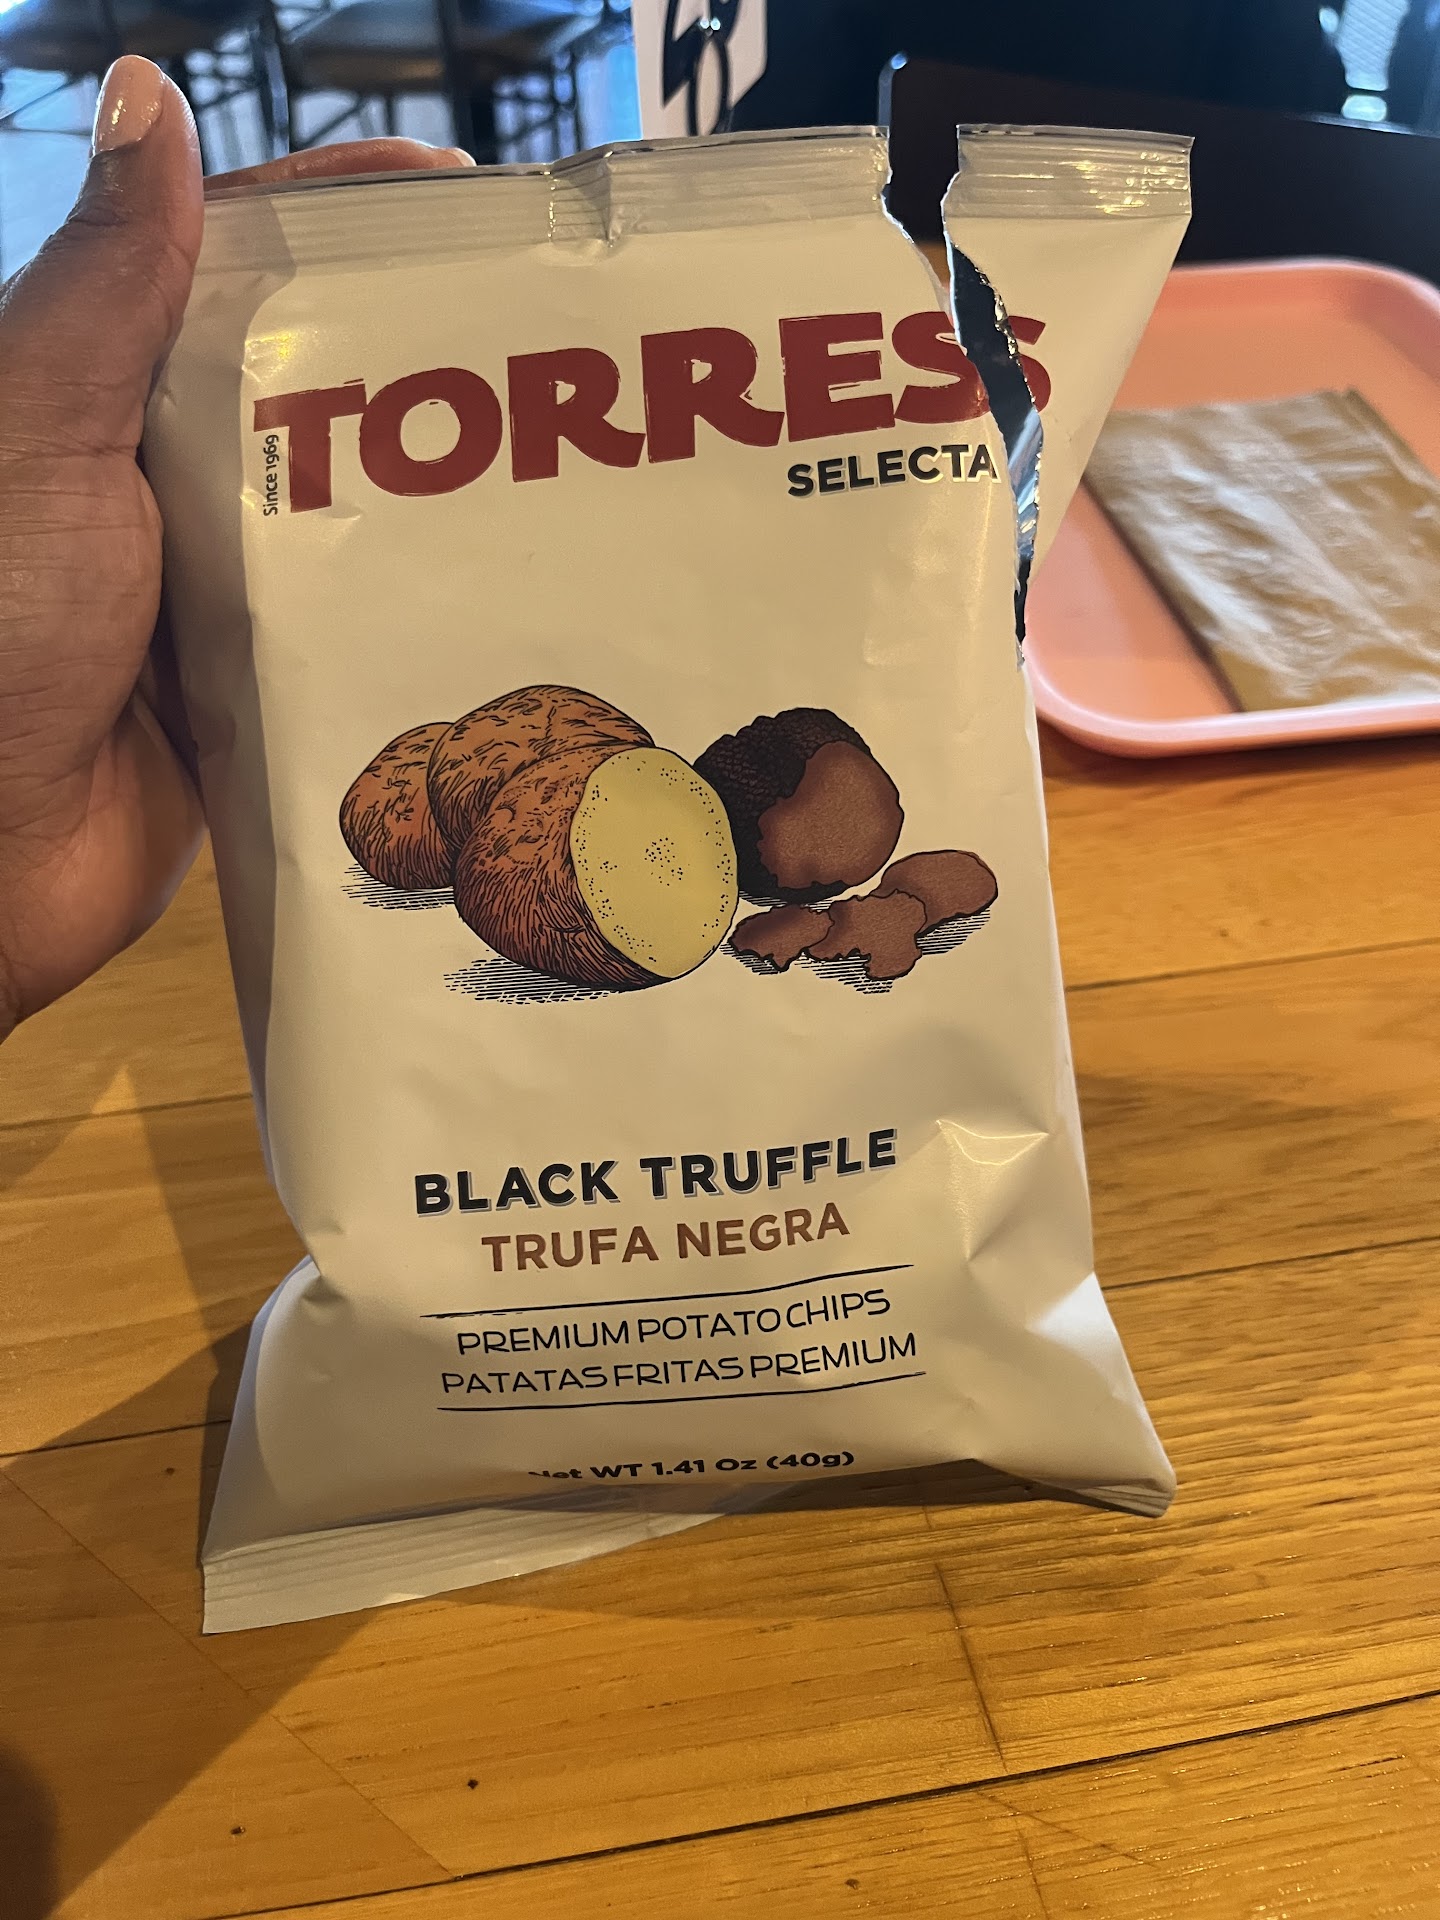 TORRES
Since 1969
SELECTA
BLACK TRUFFLE
TRUFA NEGRA
PREMIUM POTATO CHIPS
PATATAS FRITAS PREMIUM
Net WT 1.41 Oz (40g)